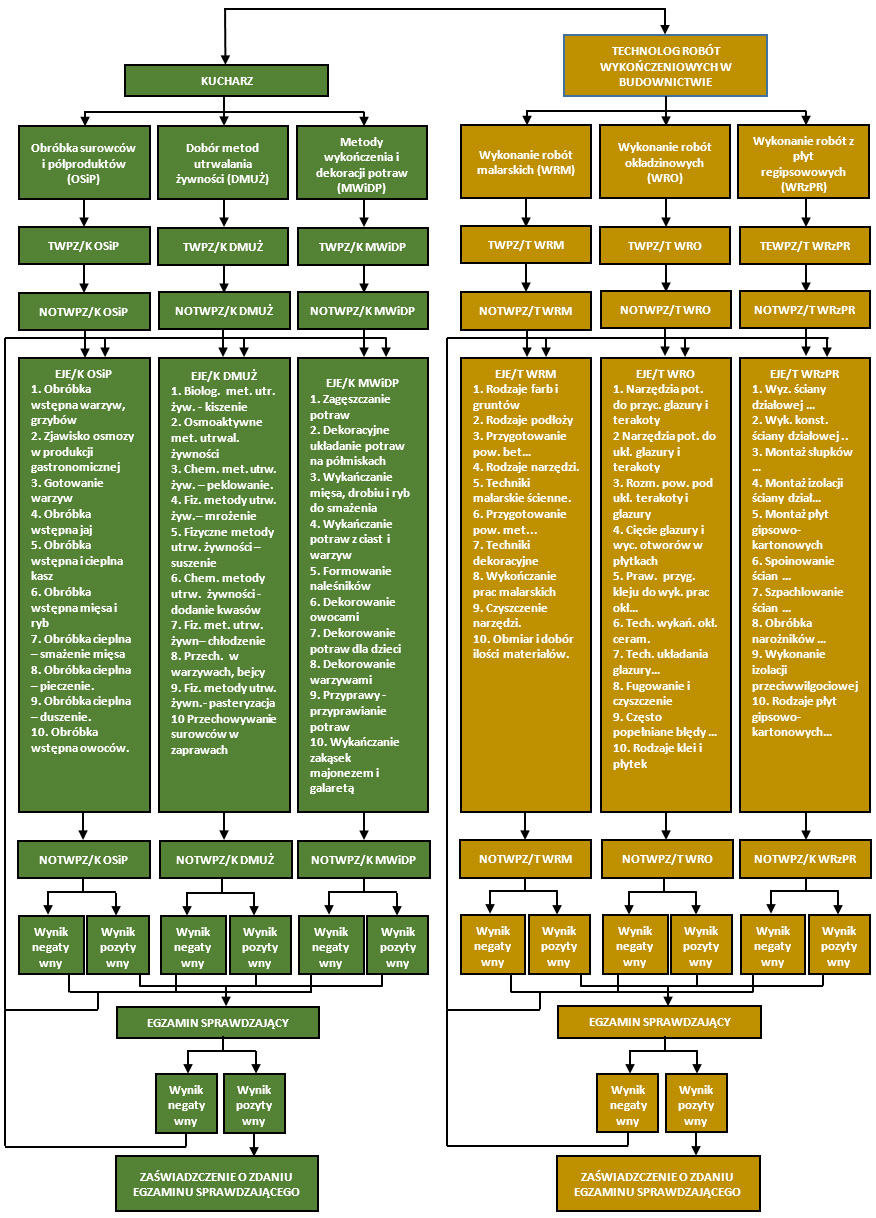 KUCHARZ
TECHNOLOG ROBÓT
WYKOŃCZENIOWYCH W
BUDOWNICTWIE
Obróbka surowców
i półproduktów
(OSiP)
Dobór metod
utrwalania
żywności (DMUŻ)
Metody
wykończenia i
dekoracji potraw
(MWiDP)
Wykonanie robót
malarskich (WRM)
Wykonanie robót
okładzinowych
(WRO)
Wykonanie robót z
płyt
regipsowowych
(WRzPR)
TWPZ/K OSiP
TWPZ/K DMUŻ
TWPZ/K MWiDP
TWPZ/T WRM
TWPZ/T WRO
TEWPZ/T WRzPR
NOTWPZ/K OSiP
NOTWPZ/K DMUŻ
NOTWPZ/K MWiDP
NOTWPZ/T WRM
NOTWPZ/T WRO
NOTWPZ/T WRzPR
EJE/K OSiP
1. Obróbka
wstępna warzyw,
grzybów
2. Zjawisko osmozy
w produkcji
gastronomicznej
3. Gotowanie
warzyw
4. Obróbka
wstępna jaj
5. Obróbka
wstępna i cieplna
kasz
6. Obróbka
wstępna mięsa i
ryb
7. Obróbka cieplna
– smażenie mięsa
8. Obróbka cieplna
– pieczenie.
9. Obróbka cieplna
– duszenie.
10. Obróbka
wstępna owoców.
EJE/K DMUŻ
1. Biolog. met. utr.
żyw. - kiszenie
2. Osmoaktywne
met. utrwal.
żywności
3. Chem. met. utrw.
żyw. – peklowanie.
4. Fiz. metody utrw.
żyw.– mrożenie
5. Fizyczne metody
utrw. żywności –
suszenie
6. Chem. metody
utrw. żywności -
dodanie kwasów
7. Fiz. met. utrw.
żywn– chłodzenie
8. Przech. w
warzywach, bejcy
9. Fiz. metody utrw.
żywn.- pasteryzacja
10 Przechowywanie
surowców w
zaprawach
EJE/K MWiDP
1. Zagęszczanie
potraw
2. Dekoracyjne
układanie potraw
na półmiskach
3. Wykańczanie
mięsa, drobiu i ryb
do smażenia
4. Wykańczanie
potraw z ciast i
warzyw
5. Formowanie
naleśników
6. Dekorowanie
owocami
7. Dekorowanie
potraw dla dzieci
8. Dekorowanie
warzywami
9. Przyprawy -
przyprawianie
potraw
10. Wykańczanie
zakąsek
majonezem i
galaretą
EJE/T WRM
1. Rodzaje farb i
gruntów
2. Rodzaje podłoży
3. Przygotowanie
pow. bet…
4. Rodzaje narzędzi.
5. Techniki
malarskie ścienne.
6. Przygotowanie
pow. met...
7. Techniki
dekoracyjne
8. Wykończanie
prac malarskich
9. Czyszczenie
narzędzi.
10. Obmiar i dobór
ilości materiałów.
EJE/T WRO
1. Narzędzia pot.
do przyc. glazury i
terakoty
2 Narzędzia pot. do
ukł. glazury i
terakoty
3. Rozm. pow. pod
ukł. terakoty i
glazury
4. Cięcie glazury i
wyc. otworów w
płytkach
5. Praw. przyg.
kleju do wyk. prac
okł…
6. Tech. wykań. okł.
ceram.
7. Tech. układania
glazury…
8. Fugowanie i
czyszczenie
9. Często
popełniane błędy …
10. Rodzaje klei i
płytek
EJE/T WRzPR
1. Wyz. ściany
działowej …
2. Wyk. konst.
ściany działowej ..
3. Montaż słupków
…
4. Montaż izolacji
ściany dział…
5. Montaż płyt
gipsowo-
kartonowych
6. Spoinowanie
ścian …
7. Szpachlowanie
ścian …
8. Obróbka
narożników …
9. Wykonanie
izolacji
przeciwwilgociowej
10. Rodzaje płyt
gipsowo-
kartonowych…
NOTWPZ/K OSiP
NOTWPZ/K DMUŻ
NOTWPZ/K MWiDP
NOTWPZ/T WRM
NOTWPZ/T WRO
NOTWPZ/K WRzPR
Wynik
negaty
wny
Wynik
pozyty
wny
Wynik
negaty
wny
Wynik
pozyty
wny
Wynik
negaty
wny
Wynik
pozyty
wny
Wynik
negaty
wny
Wynik
pozyty
wny
Wynik
negaty
wny
Wynik
pozyty
wny
Wynik
negaty
wny
Wynik
pozyty
wny
EGZAMIN SPRAWDZAJĄCY
EGZAMIN SPRAWDZAJĄCY
Wynik
negaty
wny
Wynik
pozyty
wny
Wynik
negaty
wny
Wynik
pozyty
wny
ZAŚWIADZCZENIE O ZDANIU
EGZAMINU SPRAWDZAJĄCEGO
ZAŚWIADZCZENIE O ZDANIU
EGZAMINU SPRAWDZAJĄCEGO